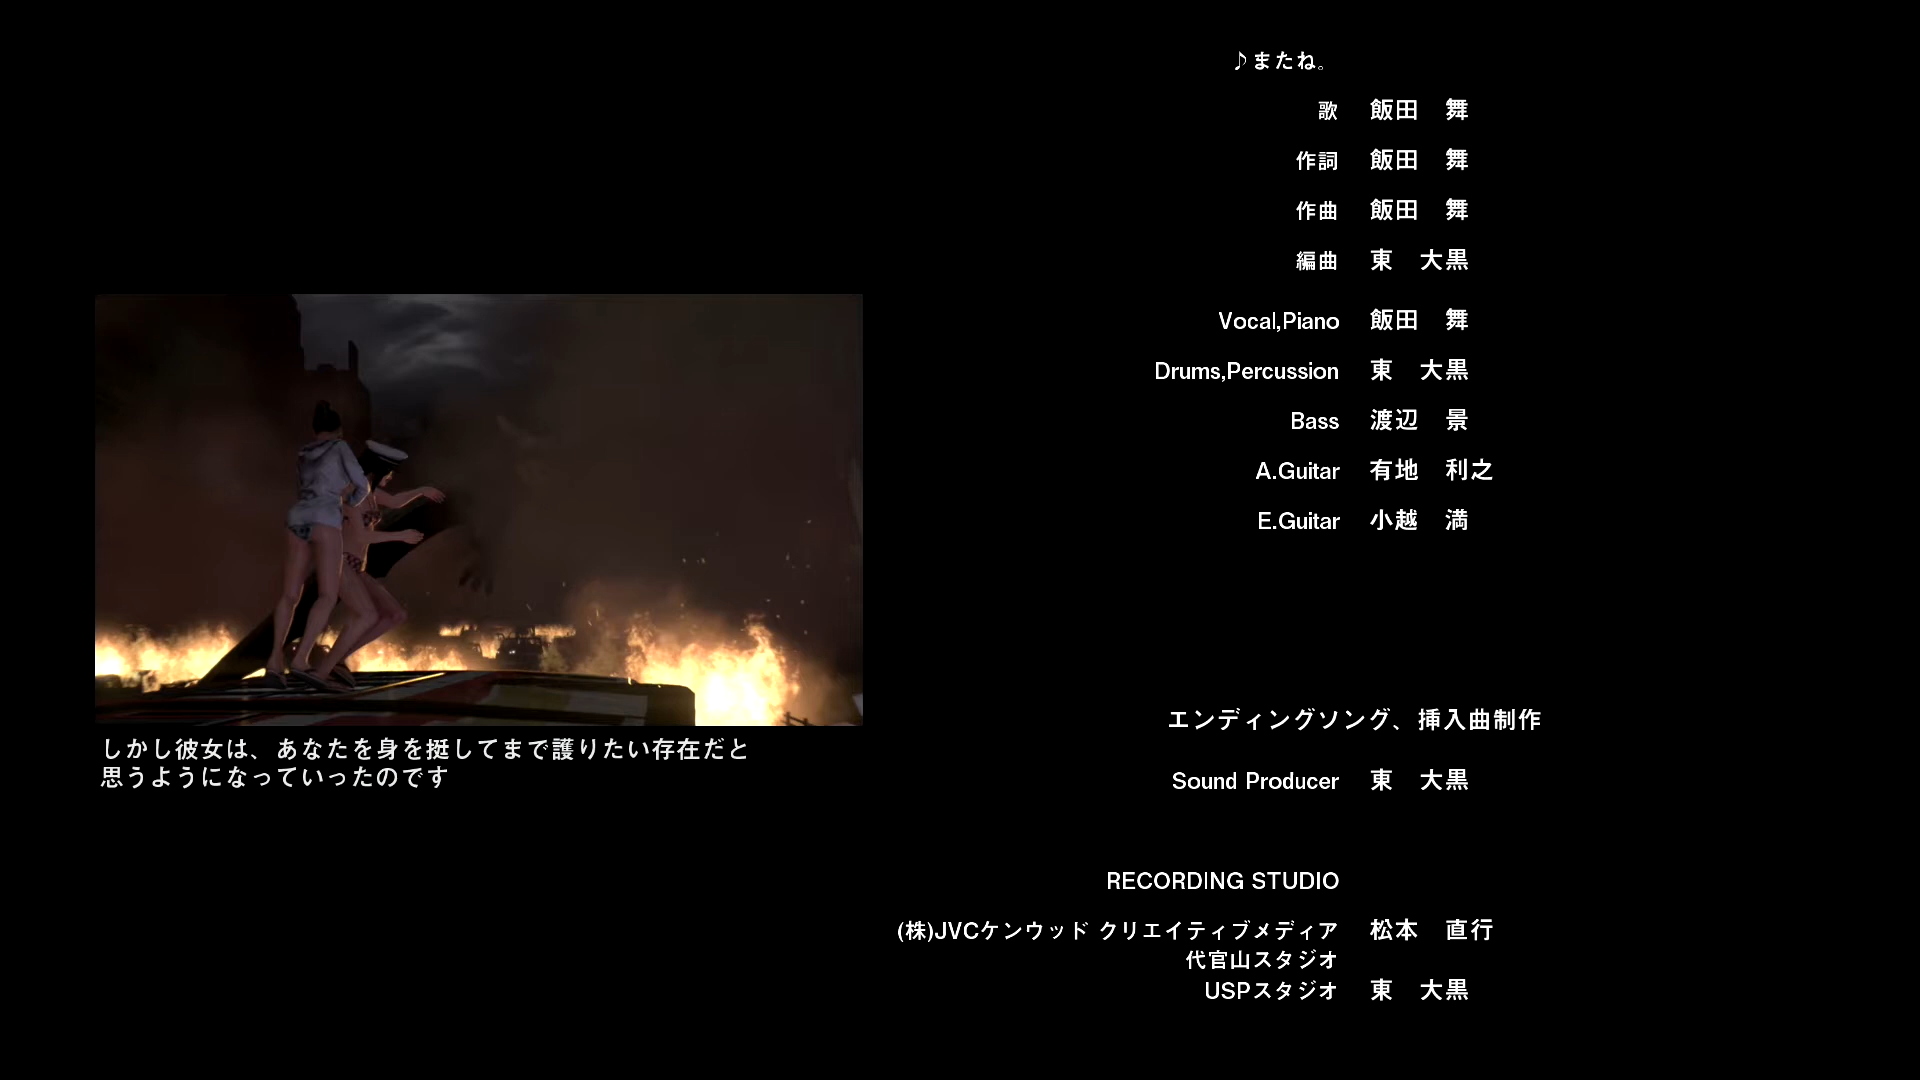 ♪またね。
歌 飯田 舞
作詞 飯田 舞
作曲 飯田 舞
編曲 東 大黒
Vocal,Piano 飯田 舞
Drums,Percussion 東 大黒
Bass 渡辺 景
A.Guitar 有地 利之
E.Guitar 小越 満
しかし彼女は、あなたを身を挺してまで護りたい存在だと
思うようになっていったのです
エンディングソング、挿入曲制作
Sound Producer 東 大黒
RECORDING STUDIO
(株)JVCケンウッド クリエイティブメディア 松本 直行
代官山スタジオ
USPスタジオ 東 大黒